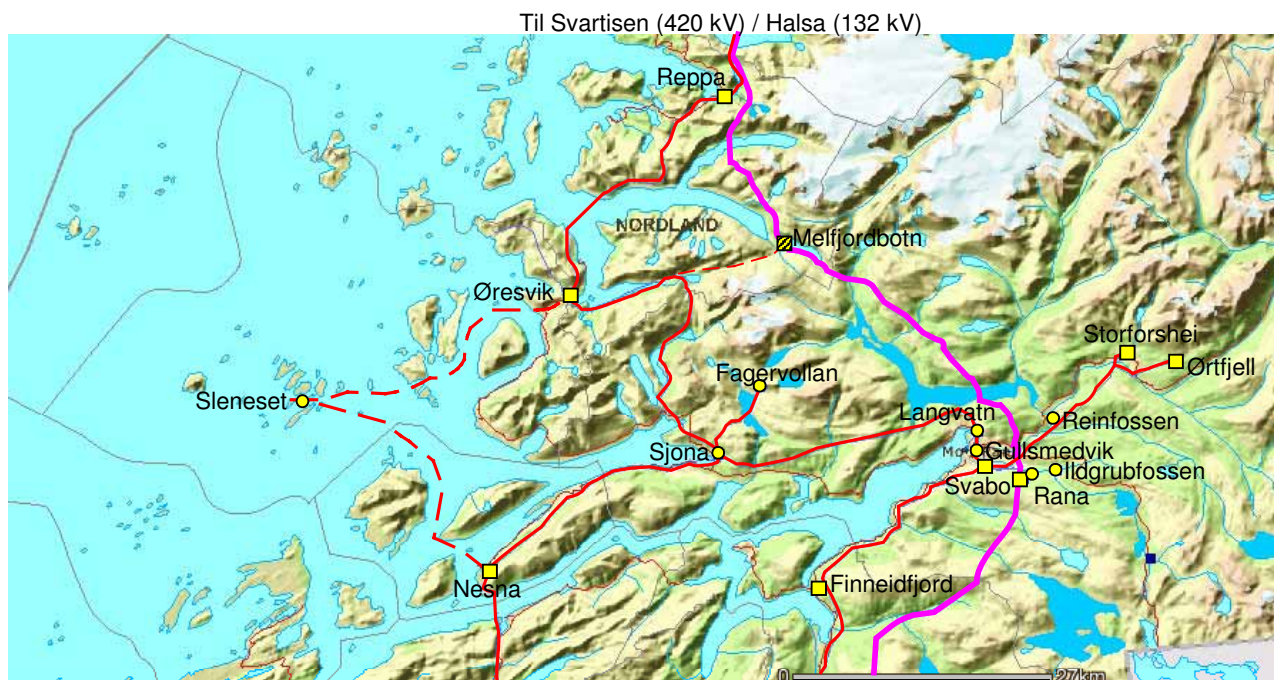 Til Svartisen (420 kV) / Halsa (132 kV)
Reppa
NORDLAND
Melfjordbotn
Øresvik
Storforshei
Ørtfjell
Fagervollan
Sleneset
Langvatn
Reinfossen
Sjona
Gullsmedvik
Ildgrubfossen
Svabo
Rana
Nesna
Finneidfjord
0
27km